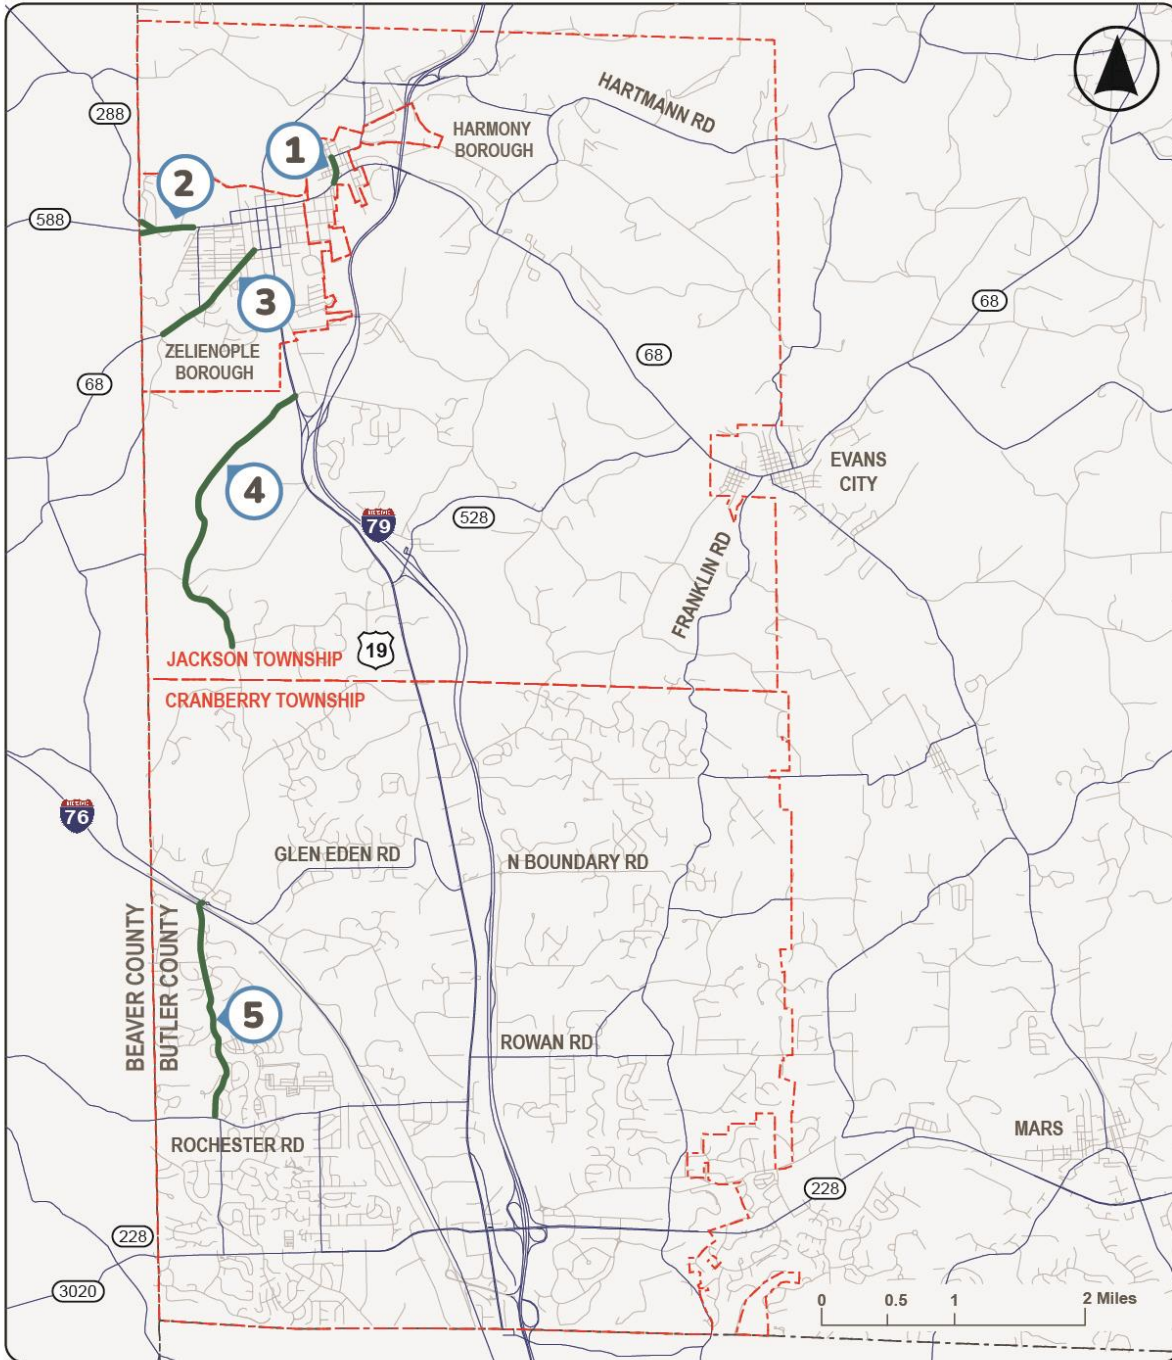 HARTMANN RD
288
1
HARMONY
BOROUGH
2
588
3
68
68
ZELIENOPLE
BOROUGH
68
EVANS
CITY
4
528
79
FRANKLIN RD
19
JACKSON TOWNSHIP
CRANBERRY TOWNSHIP
76
GLEN EDEN RD
N BOUNDARY RD
BEAVER COUNTY
BUTLER COUNTY
5
ROWAN RD
MARS
ROCHESTER RD
228
228
3020
0 0.5 1 2 Miles